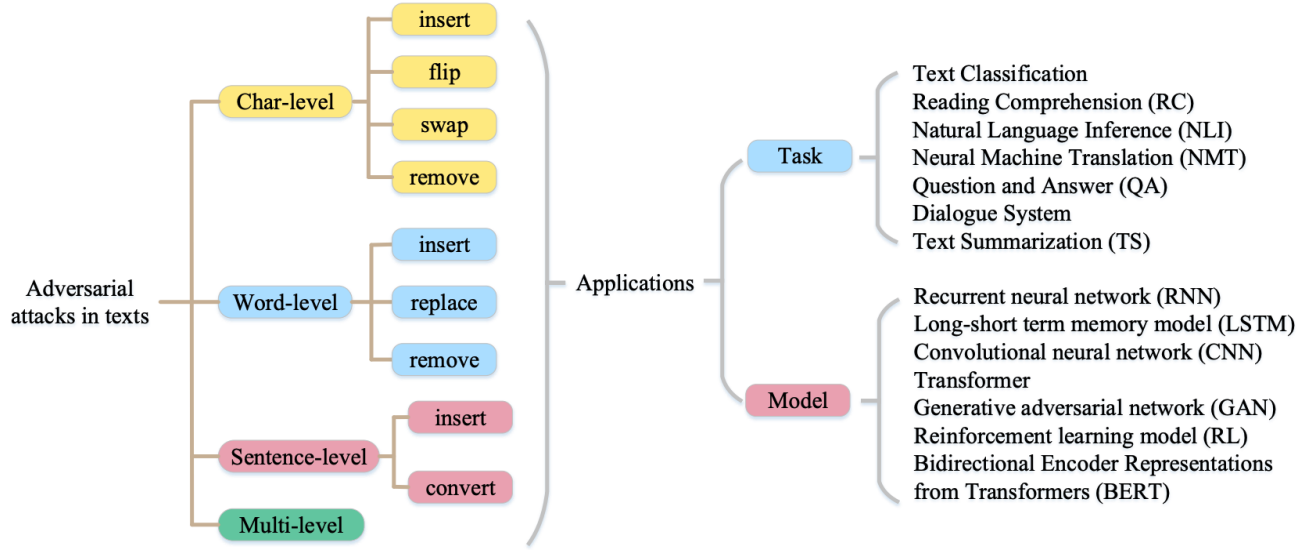 Adversarial
attacks in texts
Char-level
insert
flip
swap
remove
Word-level
insert
replace
remove
Sentence-level
insert
convert
Multi-level
Applications
Task
Text Classification
Reading Comprehension (RC)
Natural Language Inference (NLI)
Neural Machine Translation (NMT)
Question and Answer (QA)
Dialogue System
Text Summarization (TS)
Model
Recurrent neural network (RNN)
Long-short term memory model (LSTM)
Convolutional neural network (CNN)
Transformer
Generative adversarial network (GAN)
Reinforcement learning model (RL)
Bidirectional Encoder Representations
from Transformers (BERT)